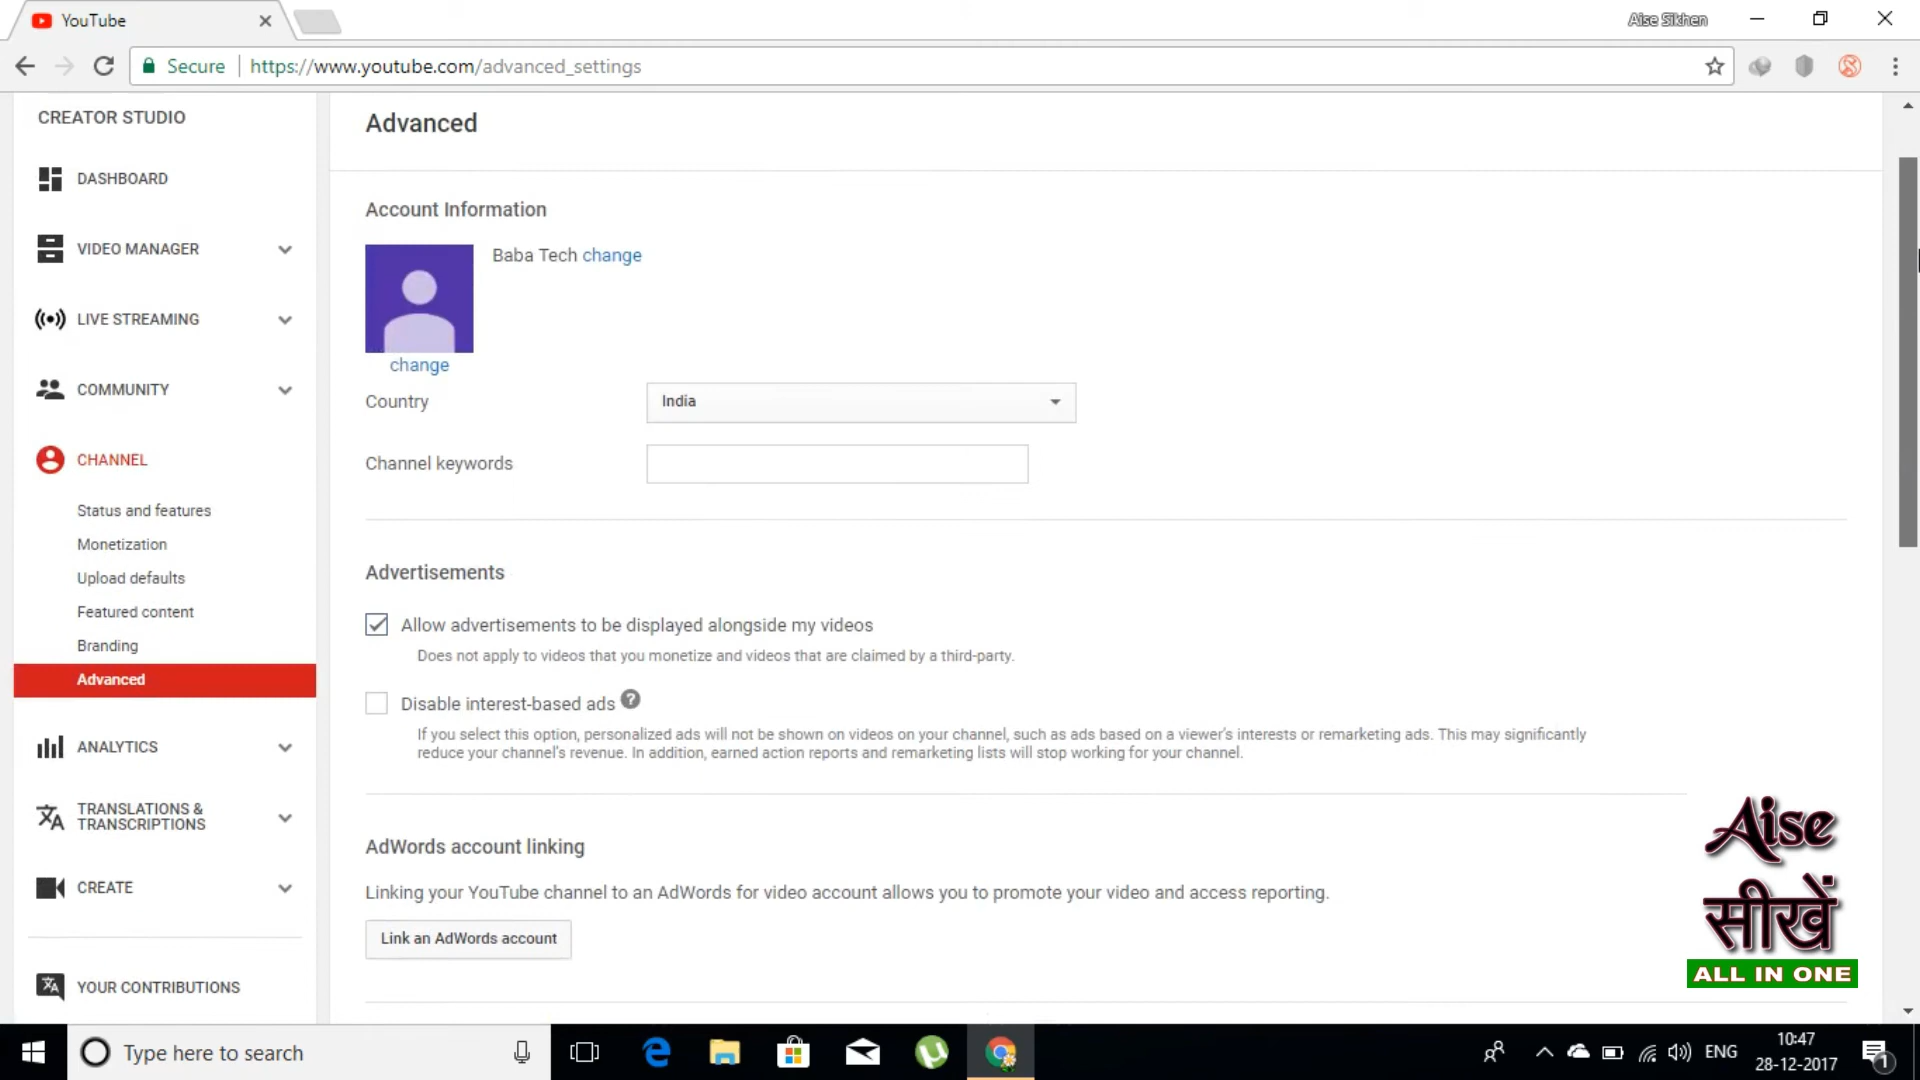 YouTube
Aise Sikhen
Secure
https://www.youtube.com/advanced_settings
CREATOR STUDIO
DASHBOARD
VIDEO MANAGER
LIVE STREAMING
COMMUNITY
CHANNEL
Status and features
Monetization
Upload defaults
Featured content
Branding
Advanced
ANALYTICS
TRANSLATIONS &
TRANSCRIPTIONS
CREATE
YOUR CONTRIBUTIONS
Advanced
Account Information
Baba Tech change
change
Country
India
Channel keywords
Advertisements
Allow advertisements to be displayed alongside my videos
Does not apply to videos that you monetize and videos that are claimed by a third-party.
Disable interest-based ads ?
If you select this option, personalized ads will not be shown on videos on your channel, such as ads based on a viewer's interests or remarketing ads. This may significantly
reduce your channel's revenue. In addition, earned action reports and remarketing lists will stop working for your channel.
AdWords account linking
Linking your YouTube channel to an AdWords for video account allows you to promote your video and access reporting.
Link an AdWords account
Aise
सीखें
ALL IN ONE
Type here to search
ENG
10:47
28-12-2017
1